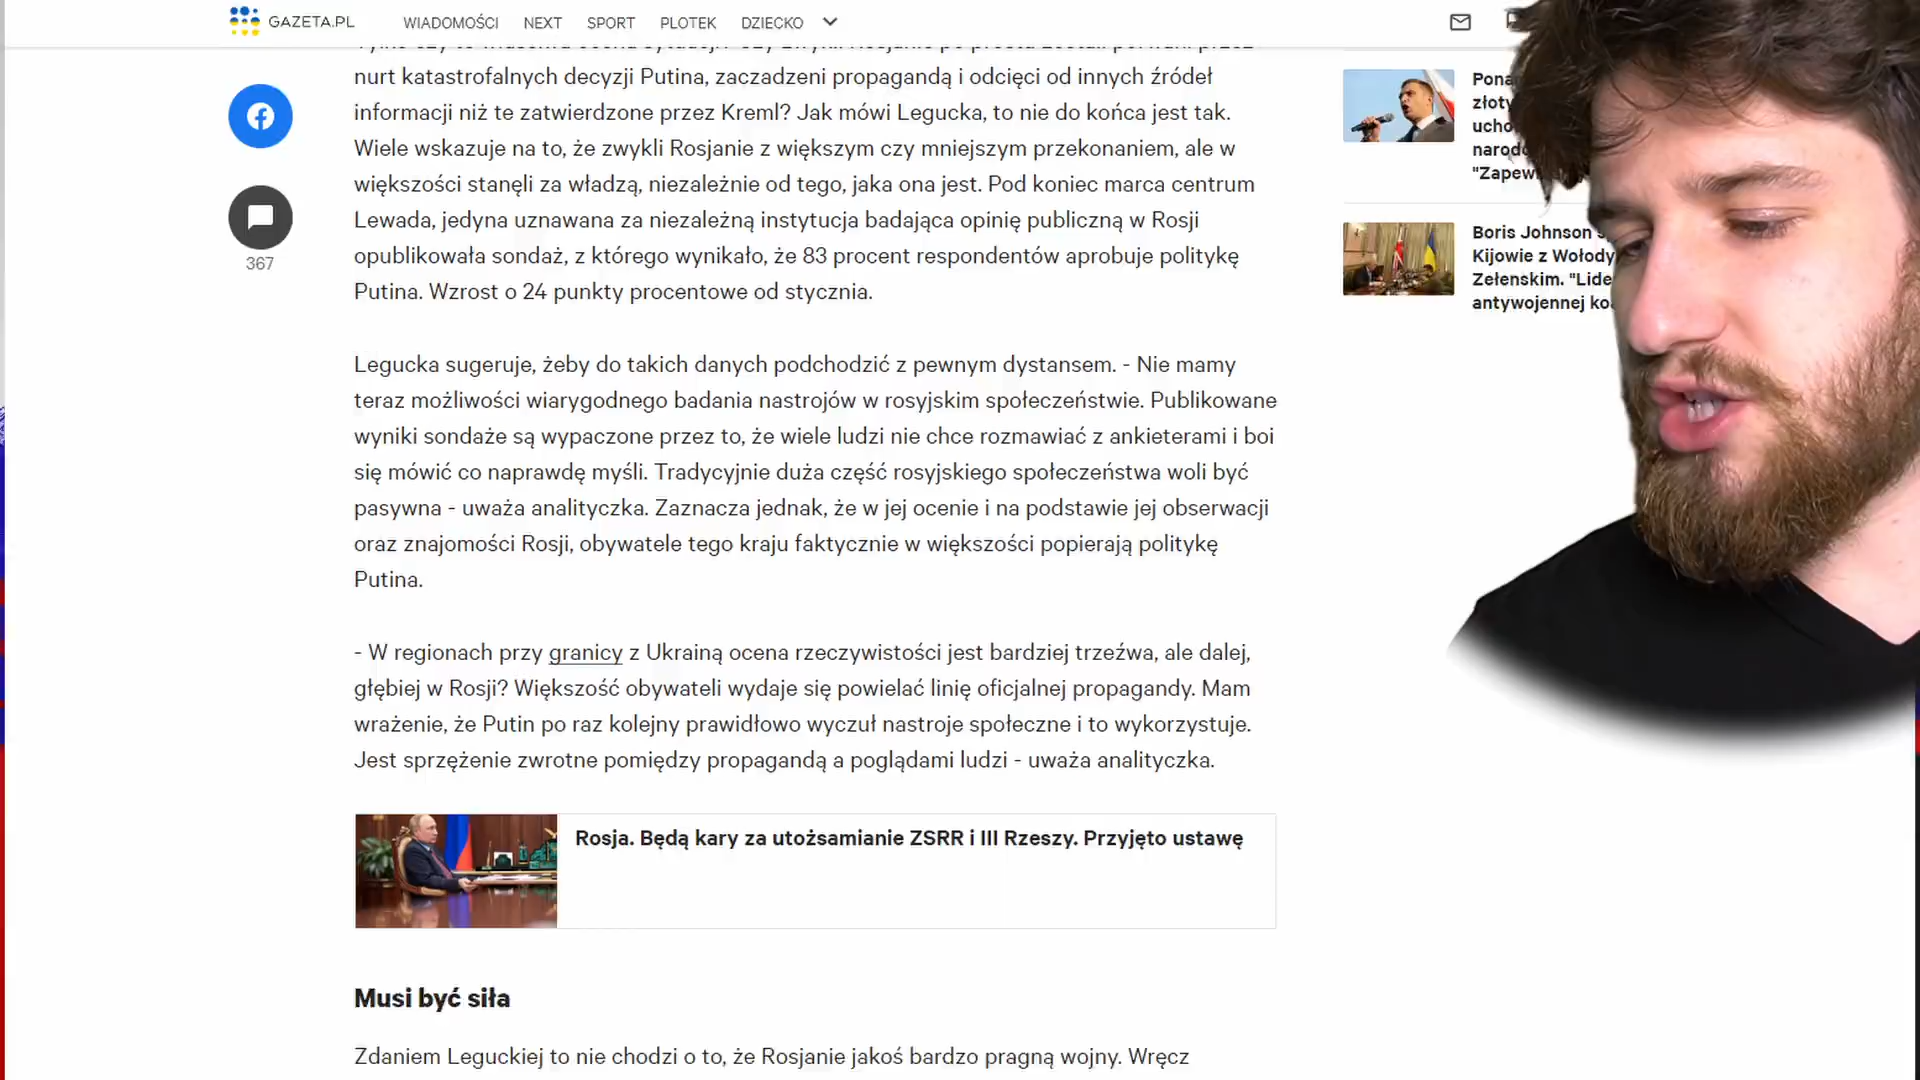 GAZETA.PL
WIADOMOŚCI NEXT SPORT PLOTEK DZIECKO
nurt katastrofalnych decyzji Putina, zaczadzeni propagandą i odcięci od innych źródeł
informacji niż te zatwierdzone przez Kreml? Jak mówi Legucka, to nie do końca jest tak.
Wiele wskazuje na to, że zwykli Rosjanie z większym czy mniejszym przekonaniem, ale w
większości stanęli za władzą, niezależnie od tego, jaka ona jest. Pod koniec marca centrum
Lewada, jedyna uznawana za niezależną instytucja badająca opinię publiczną w Rosji
opublikowała sondaż, z którego wynikało, że 83 procent respondentów aprobuje politykę
Putina. Wzrost o 24 punkty procentowe od stycznia.
367
Legucka sugeruje, żeby do takich danych podchodzić z pewnym dystansem. - Nie mamy
teraz możliwości wiarygodnego badania nastrojów w rosyjskim społeczeństwie. Publikowane
wyniki sondaże są wypaczone przez to, że wiele ludzi nie chce rozmawiać z ankieterami i boi
się mówić co naprawdę myśli. Tradycyjnie duża część rosyjskiego społeczeństwa woli być
pasywna - uważa analityczka. Zaznacza jednak, że w jej ocenie i na podstawie jej obserwacji
oraz znajomości Rosji, obywatele tego kraju faktycznie w większości popierają politykę
Putina.
- W regionach przy granicy z Ukrainą ocena rzeczywistości jest bardziej trzeźwa, ale dalej,
głębiej w Rosji? Większość obywateli wydaje się powielać linię oficjalnej propagandy. Mam
wrażenie, że Putin po raz kolejny prawidłowo wyczuł nastroje społeczne i to wykorzystuje.
Jest sprzężenie zwrotne pomiędzy propagandą a poglądami ludzi - uważa analityczka.
Rosja. Będą kary za utożsamianie ZSRR i III Rzeszy. Przyjęto ustawę
Musi być siła
Zdaniem Leguckiej to nie chodzi o to, że Rosjanie jakoś bardzo pragną wojny. Wręcz
Boris Johnson
Kijowie z
Zełenskim.
antywojennej